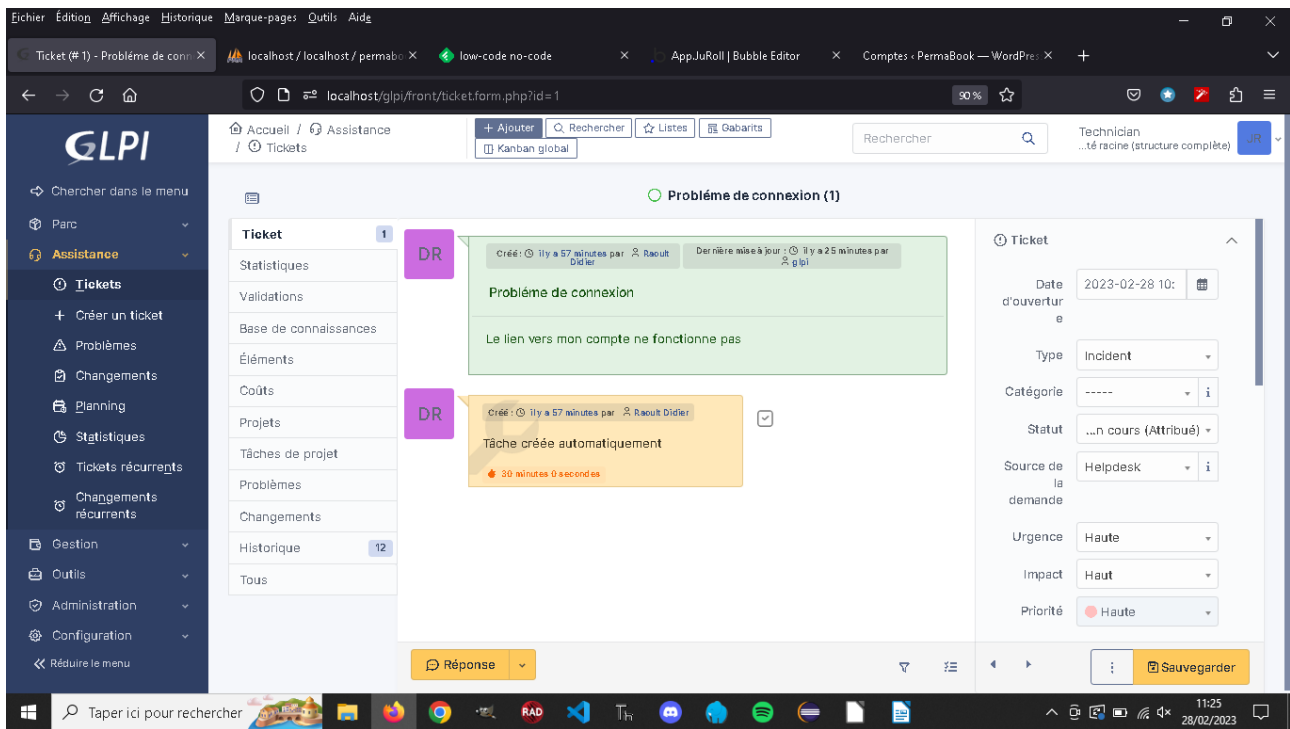 Fichier Édition Affichage Historique Marque-pages Outils Aide
Ticket (# 1) - Probléme de conn
localhost / localhost / permabo
low-code no-code
App.JuRoll | Bubble Editor
Comptes ‹ PermaBook — WordPres
localhost/glpi/front/ticket.form.php?id=1
90%
GLPI
Accueil / Assistance
/ Tickets
+ Ajouter
Rechercher
Listes
Gabarits
Kanban global
Rechercher
Technician
...té racine (structure complète)
JR
Chercher dans le menu
Parc
Assistance
Tickets
+ Créer un ticket
Problèmes
Changements
Planning
Statistiques
Tickets récurrents
Changements
récurrents
Gestion
Outils
Administration
Configuration
Réduire le menu
Probléme de connexion (1)
Ticket 1
Statistiques
Validations
Base de connaissances
Éléments
Coûts
Projets
Tâches de projet
Problèmes
Changements
Historique 12
Tous
DR
Créé : il y a 57 minutes par Raoult
Didier
Dernière mise à jour : il y a 25 minutes par
glpi
Probléme de connexion
Le lien vers mon compte ne fonctionne pas
DR
Créé : il y a 57 minutes par Raoult Didier
Tâche créée automatiquement
30 minutes 0 secondes
Réponse
Ticket
Date
d'ouvertur
e
2023-02-28 10:
Type
Incident
Catégorie
-----
i
Statut
...n cours (Attribué)
Source de
la
demande
Helpdesk
i
Urgence
Haute
Impact
Haut
Priorité
Haute
Sauvegarder
Taper ici pour rechercher
RAD
Th
11:25
28/02/2023